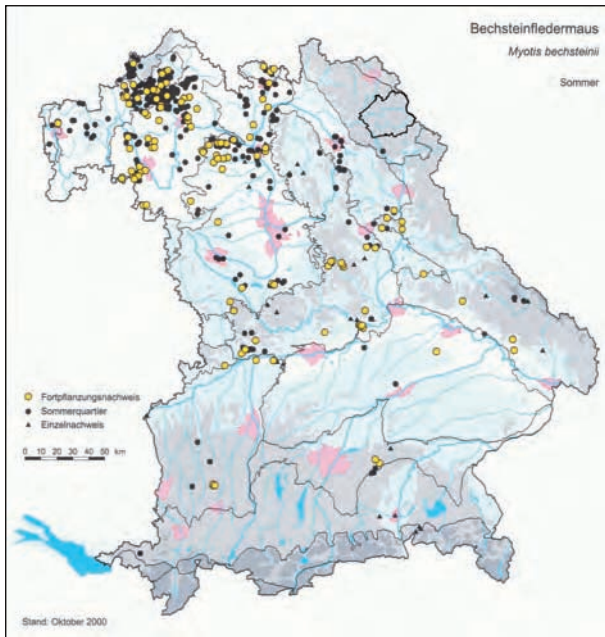 Bechsteinfledermaus
Myotis bechsteinii
Sommer
Fortpflanzungsnachweis
Sommerquartier
Einzelnachweis
0 10 20 30 40 50 km
Stand: Oktober 2000